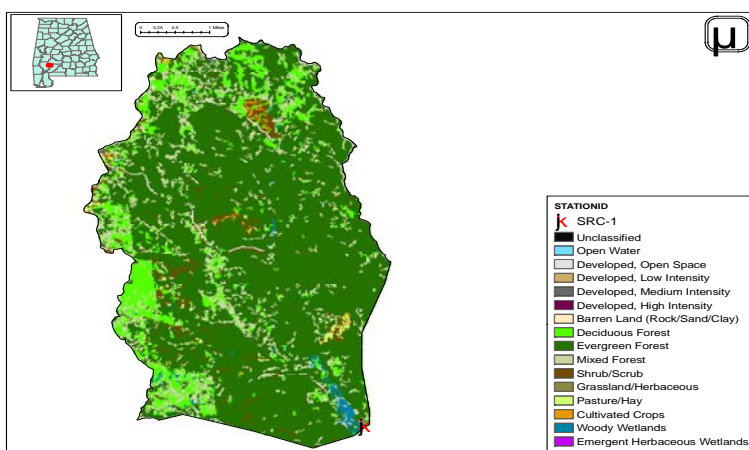 0 0.25 0.5 1 Miles
µ
STATIONID
SRC-1
Unclassified
Open Water
Developed, Open Space
Developed, Low Intensity
Developed, Medium Intensity
Developed, High Intensity
Barren Land (Rock/Sand/Clay)
Deciduous Forest
Evergreen Forest
Mixed Forest
Shrub/Scrub
Grassland/Herbaceous
Pasture/Hay
Cultivated Crops
Woody Wetlands
Emergent Herbaceous Wetlands
jk